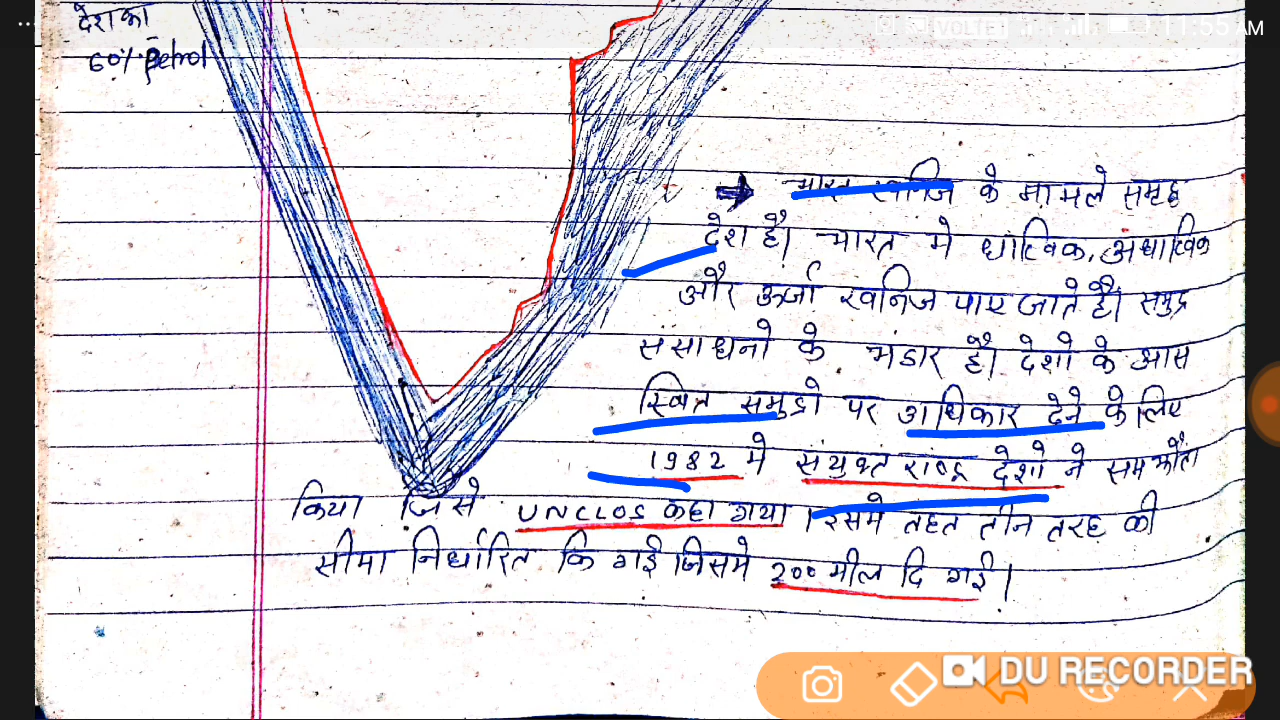 VOLTE 11:55 AM
देश का
60% petrol
→ भारत खनिज के मामले समृद्ध
देश है। भारत मे धात्विक, अधात्विक
और ऊर्जा खनिज पाए जाते है। समुद्र
संसाधनो के भंडार है। देशो के आस
स्थित समुद्रो पर अधिकार देने के लिए
1982 मे संयुक्त राष्ट्र देशो ने समझौता
किया जिसे UNCLOS कहा गया। इसमे तहत तीन तरह की
सीमा निर्धारित कि गई जिसमे 200 मील दि गई।
DU RECORDER